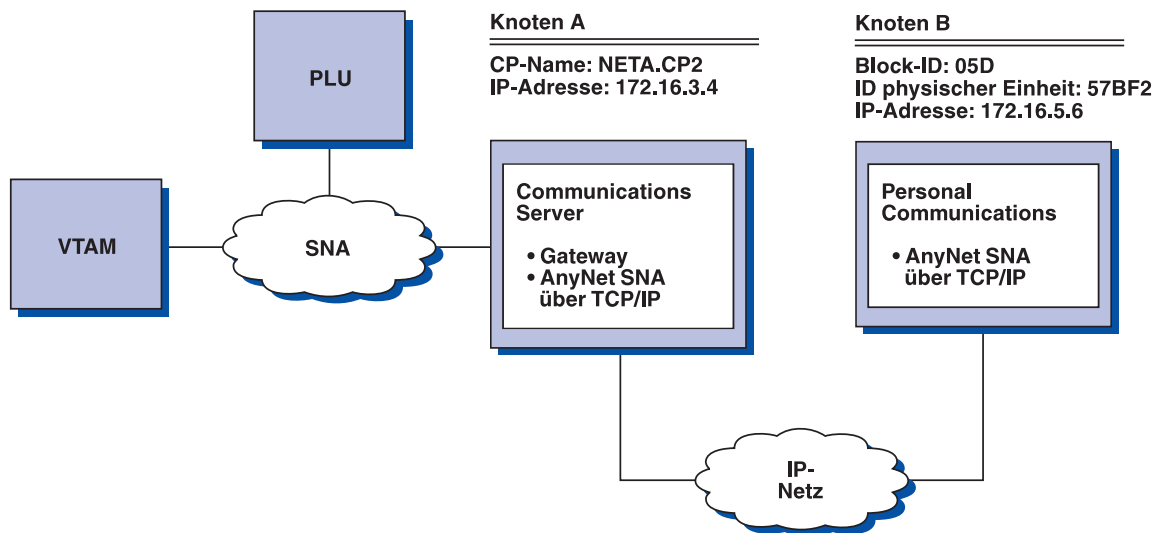 Knoten A
CP-Name: NETA.CP2
IP-Adresse: 172.16.3.4
Knoten B
Block-ID: 05D
ID physischer Einheit: 57BF2
IP-Adresse: 172.16.5.6
PLU
VTAM
SNA
Communications
Server
• Gateway
• AnyNet SNA
über TCP/IP
Personal
Communications
• AnyNet SNA
über TCP/IP
IP-
Netz